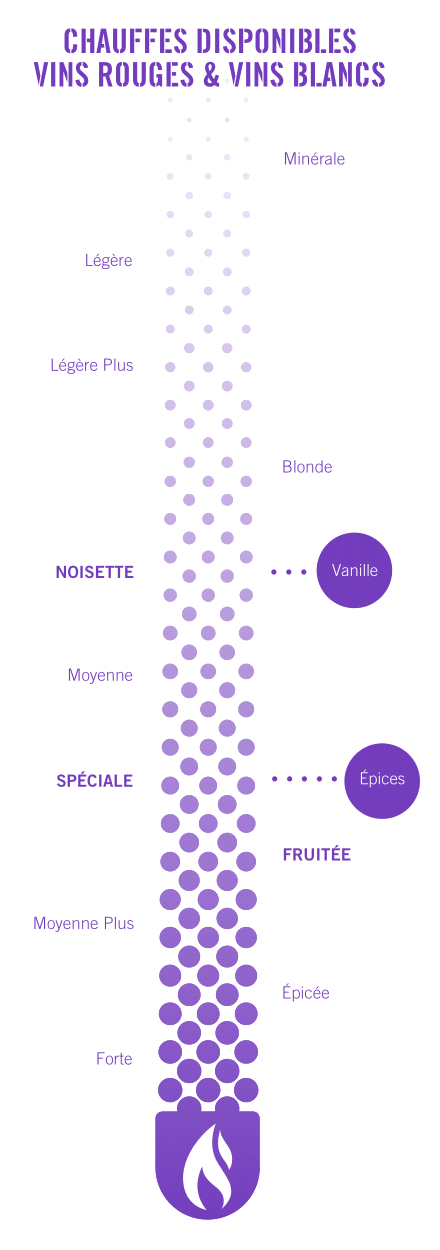 CHAUFFES DISPONIBLES
VINS ROUGES & VINS BLANCS
Minérale
Légère
Légère Plus
Blonde
NOISETTE
Vanille
Moyenne
SPÉCIALE
Épices
FRUITÉE
Moyenne Plus
Épicée
Forte